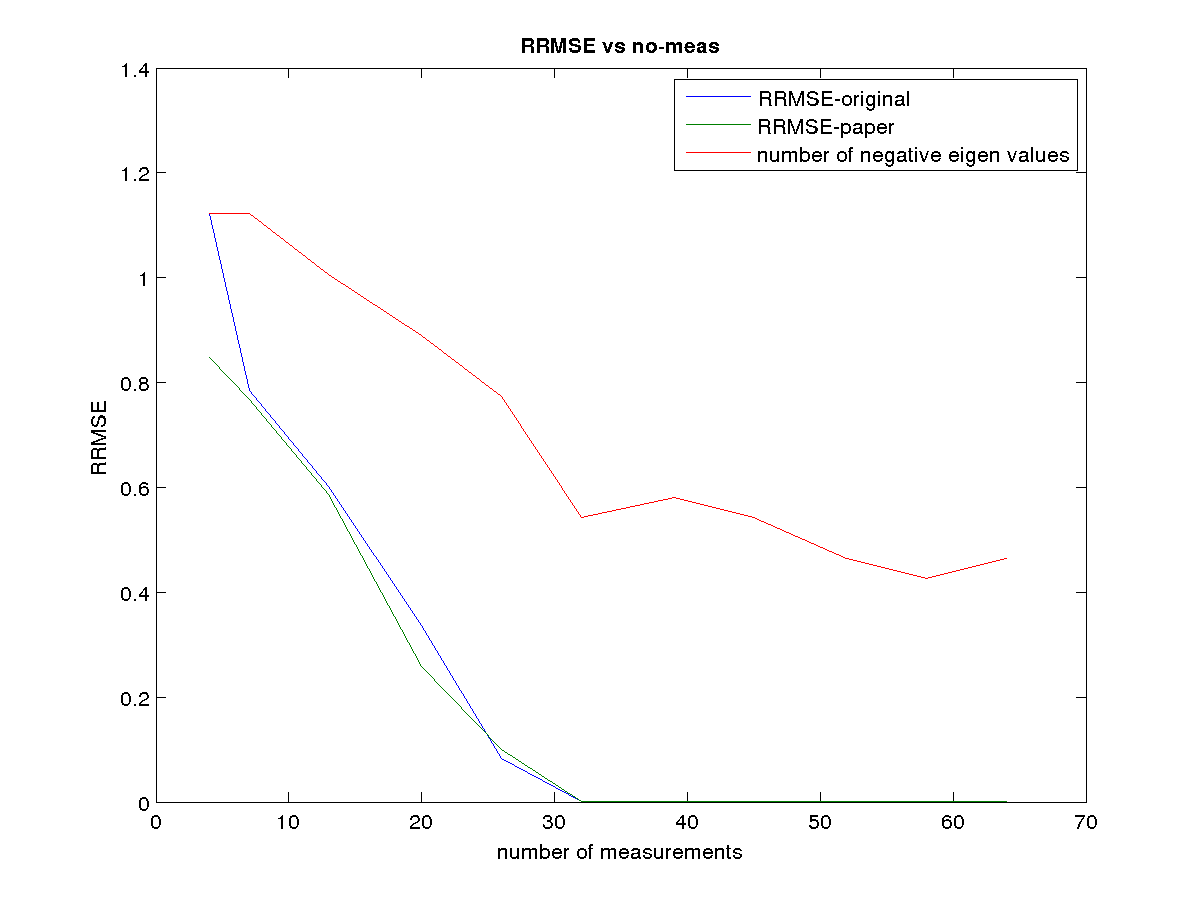 RRMSE vs no-meas
RRMSE-original
RRMSE-paper
number of negative eigen values
1.4
1.2
1
0.8
0.6
0.4
0.2
0
RRMSE
0 10 20 30 40 50 60 70
number of measurements